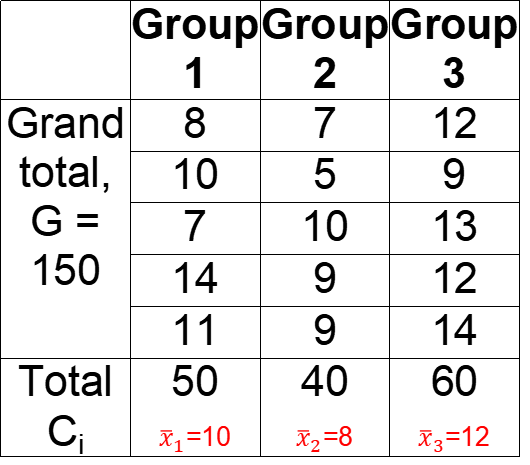 Group Group Group
1 2 3
Grand total, G = 150 8 7 12
10 5 9
7 10 13
14 9 12
11 9 14
Total Cᵢ 50 40 60
x̅₁=10 x̅₂=8 x̅₃=12